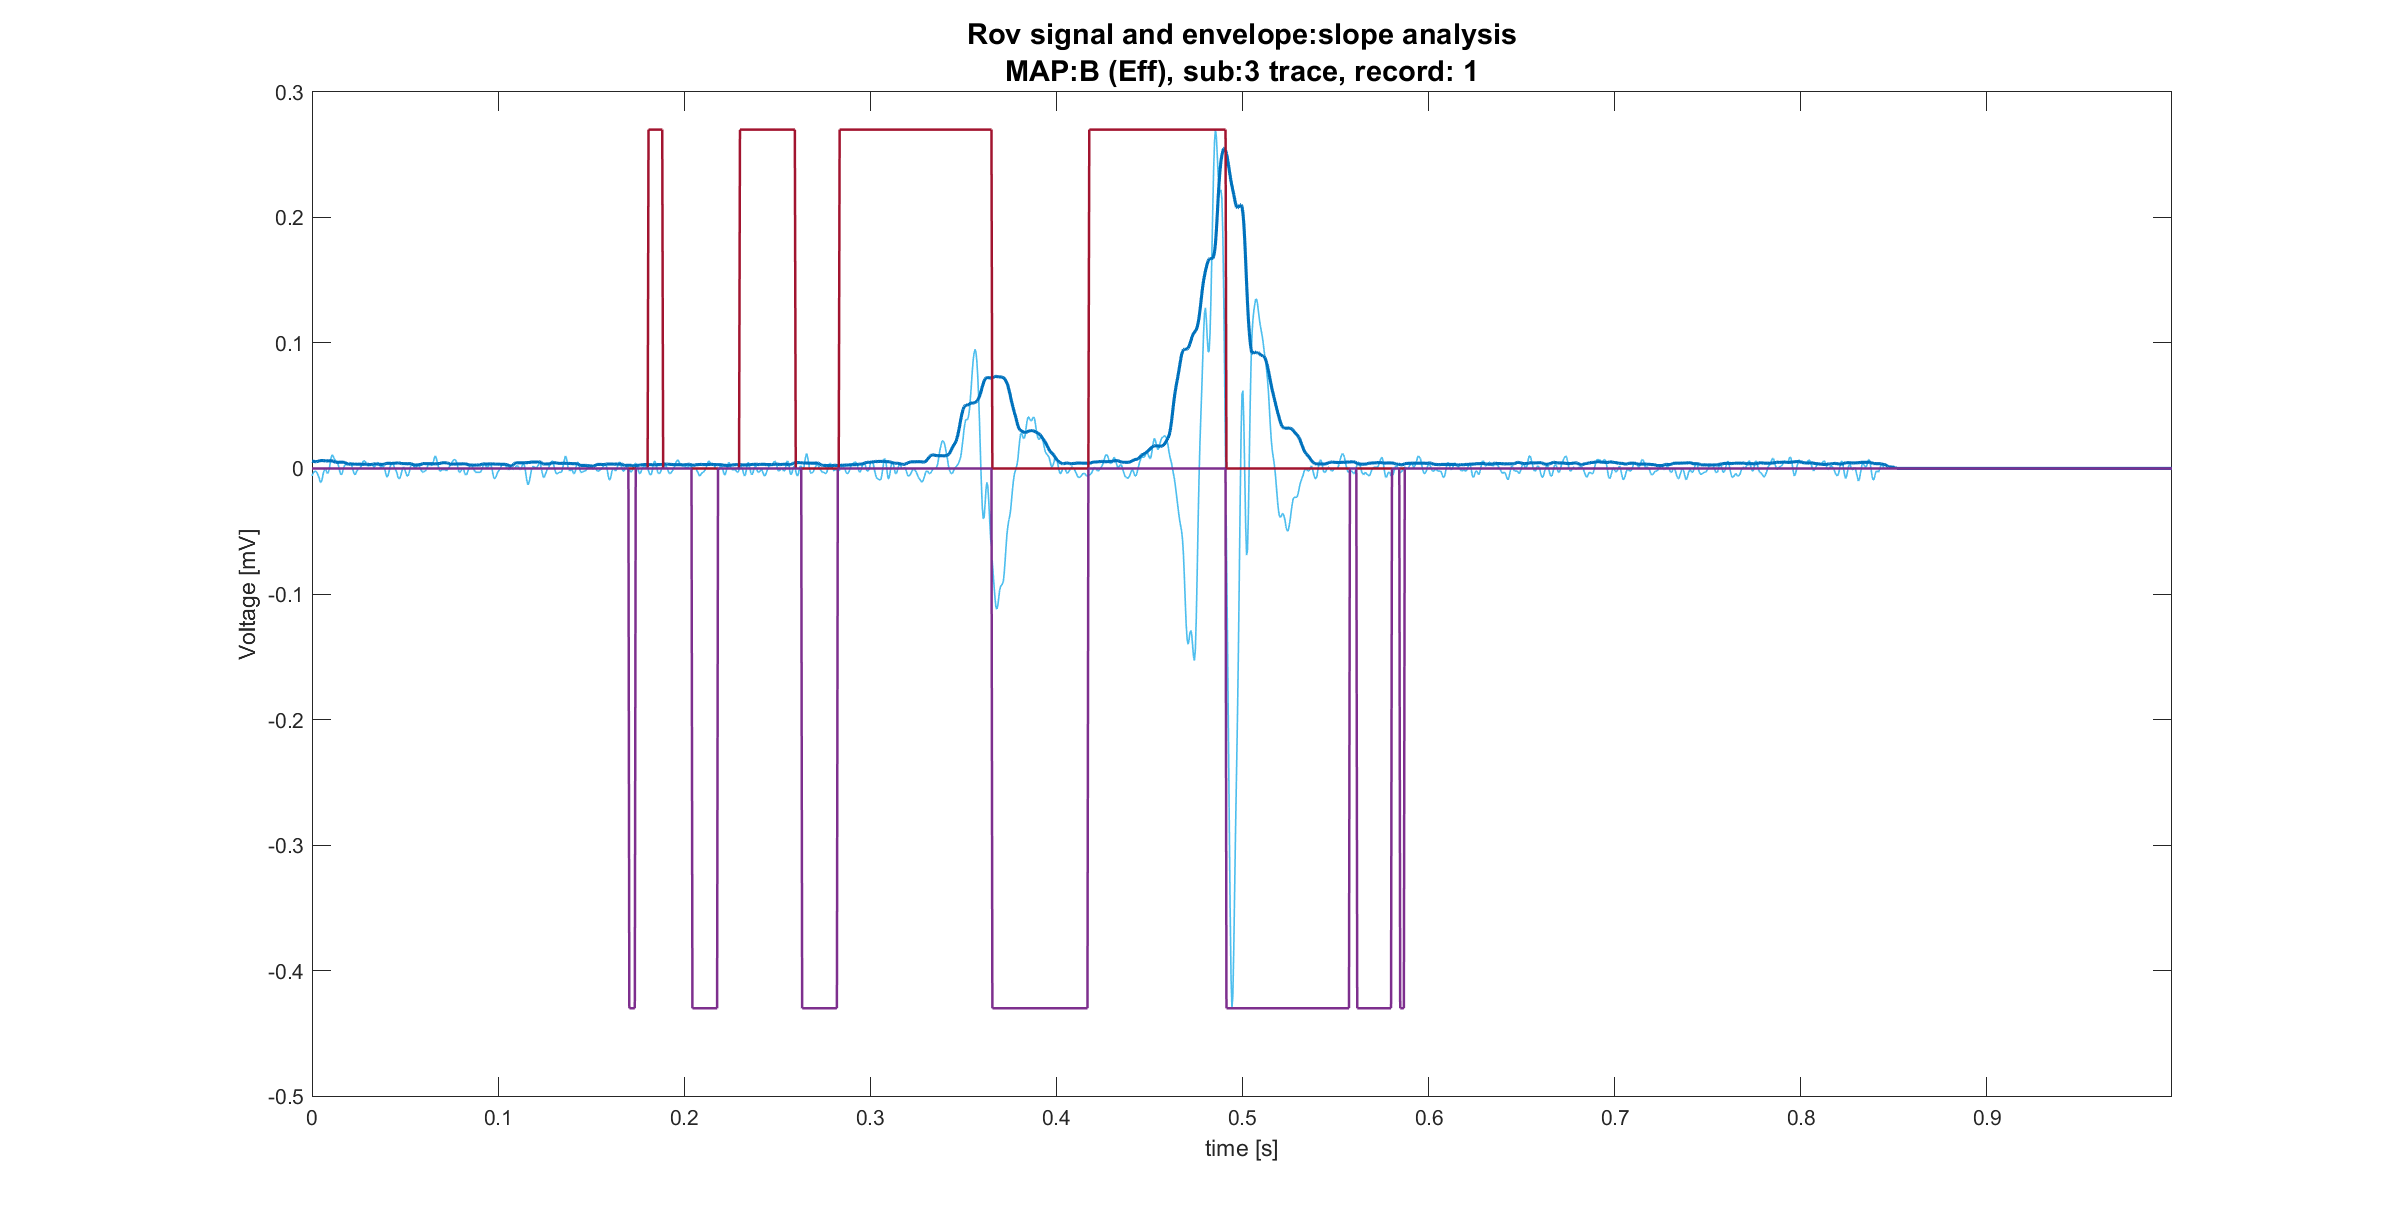 Rov signal and envelope:slope analysis
MAP:B (Eff), sub:3 trace, record: 1
0.3
0.2
0.1
0
-0.1
-0.2
-0.3
-0.4
-0.5
Voltage [mV]
0 0.1 0.2 0.3 0.4 0.5 0.6 0.7 0.8 0.9
time [s]